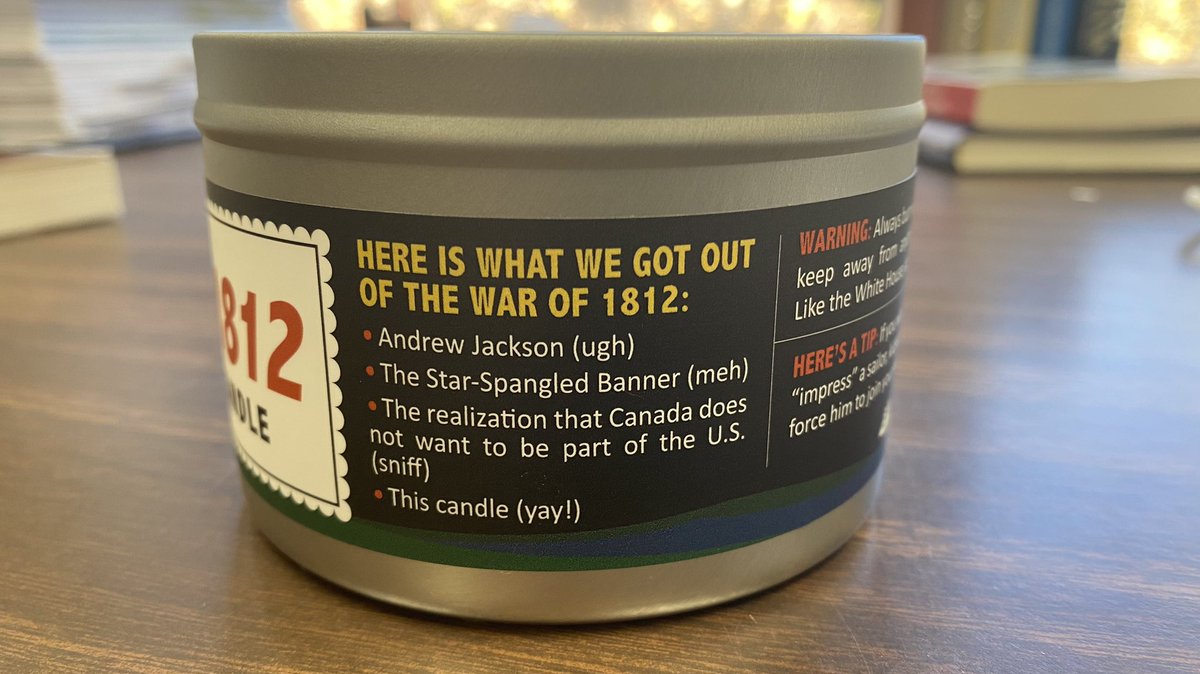 812
NDLE
HERE IS WHAT WE GOT OUT
OF THE WAR OF 1812:
• Andrew Jackson (ugh)
• The Star-Spangled Banner (meh)
• The realization that Canada does
not want to be part of the U.S.
(sniff)
• This candle (yay!)
WARNING: Always
keep away from
Like the White House
HERE'S A TIP: If
"impress" a sailor,
force him to join